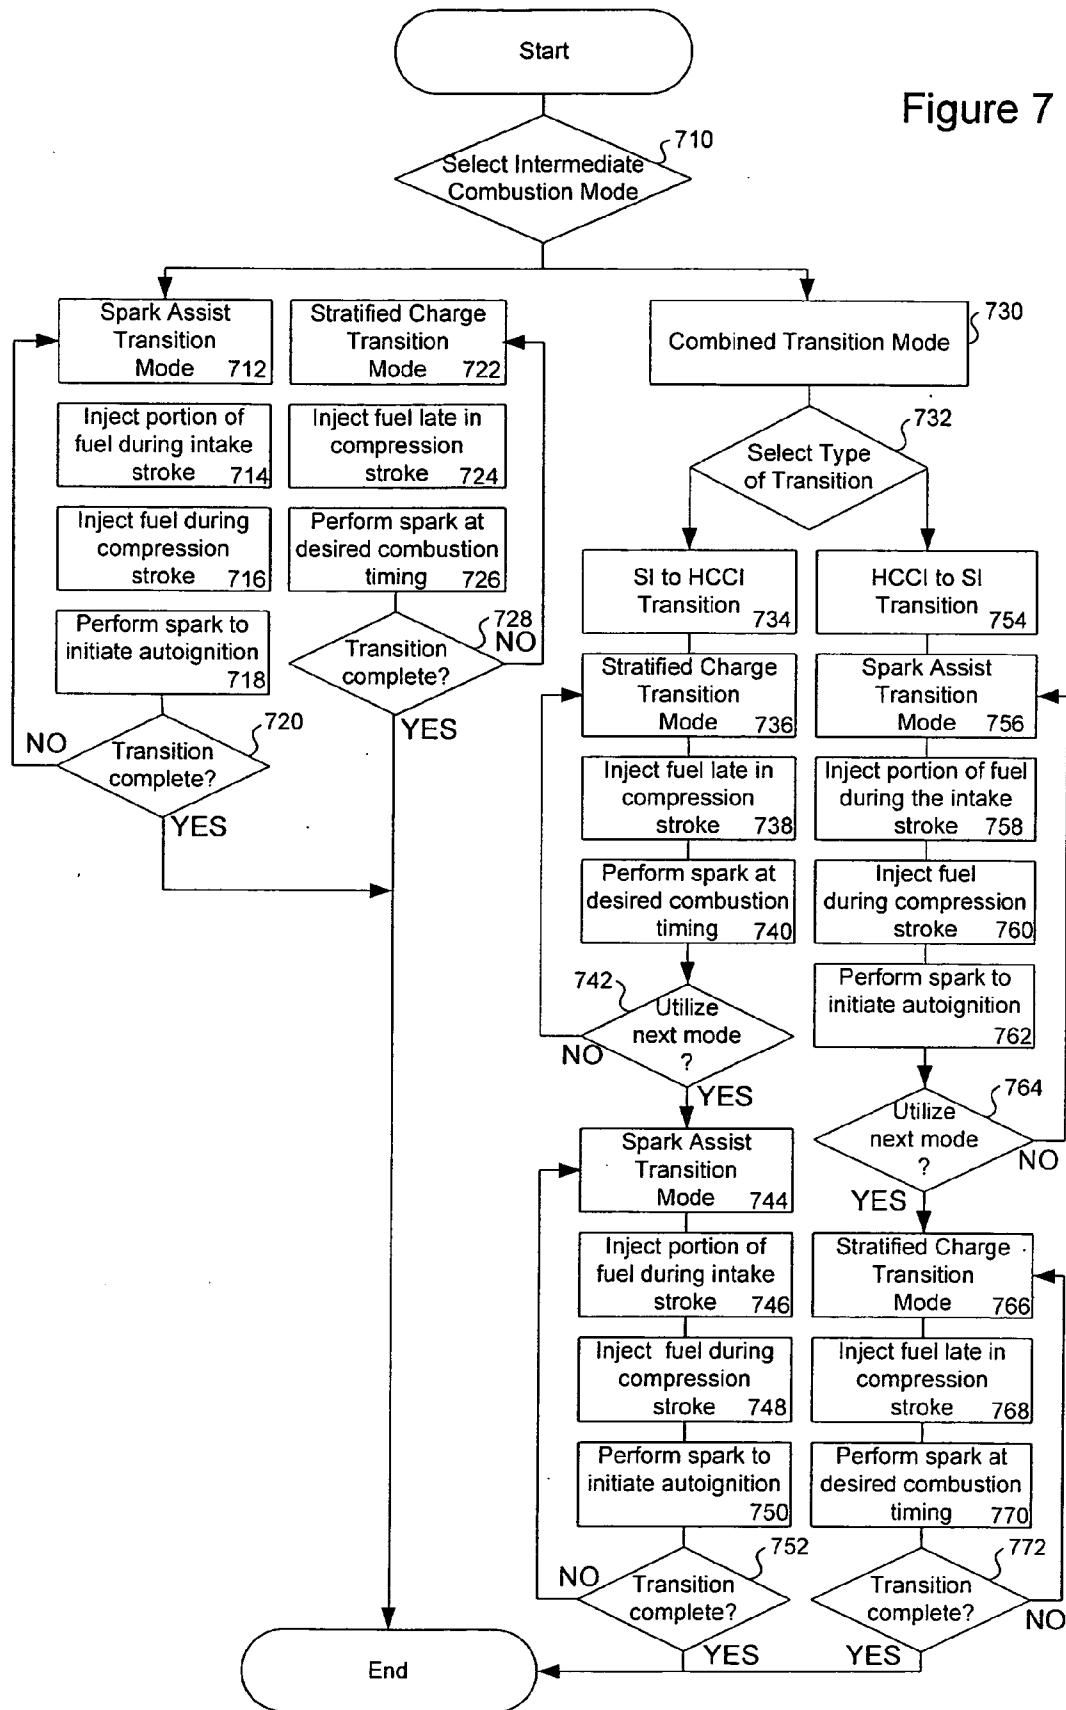 Start
Figure 7
710
Select Intermediate
Combustion Mode
Spark Assist
Transition
Mode 712
Inject portion of
fuel during intake
stroke 714
Inject fuel during
compression
stroke 716
Perform spark to
initiate autoignition
718
720
Transition
complete?
NO
YES
Stratified Charge
Transition
Mode 722
Inject fuel late in
compression
stroke 724
Perform spark at
desired combustion
timing 726
728
Transition
complete?
NO
YES
730
Combined Transition Mode
732
Select Type
of Transition
SI to HCCI
Transition
734
Stratified Charge
Transition
Mode 736
Inject fuel late in
compression
stroke 738
Perform spark at
desired combustion
timing 740
742
Utilize
next mode
?
NO
YES
Spark Assist
Transition
Mode 744
Inject portion of
fuel during intake
stroke 746
Inject fuel during
compression
stroke 748
Perform spark to
initiate autoignition
750
752
Transition
complete?
NO
YES
HCCI to SI
Transition
754
Spark Assist
Transition
Mode 756
Inject portion of fuel
during the intake
stroke 758
Inject fuel
during compression
stroke 760
Perform spark to
initiate autoignition
762
764
Utilize
next mode
?
NO
YES
Stratified Charge
Transition
Mode 766
Inject fuel late in
compression
stroke 768
Perform spark at
desired combustion
timing 770
772
Transition
complete?
NO
YES
End